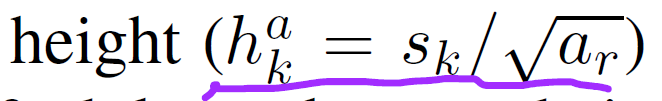 height ($h_k^a = s_k/\sqrt{a_r}$)